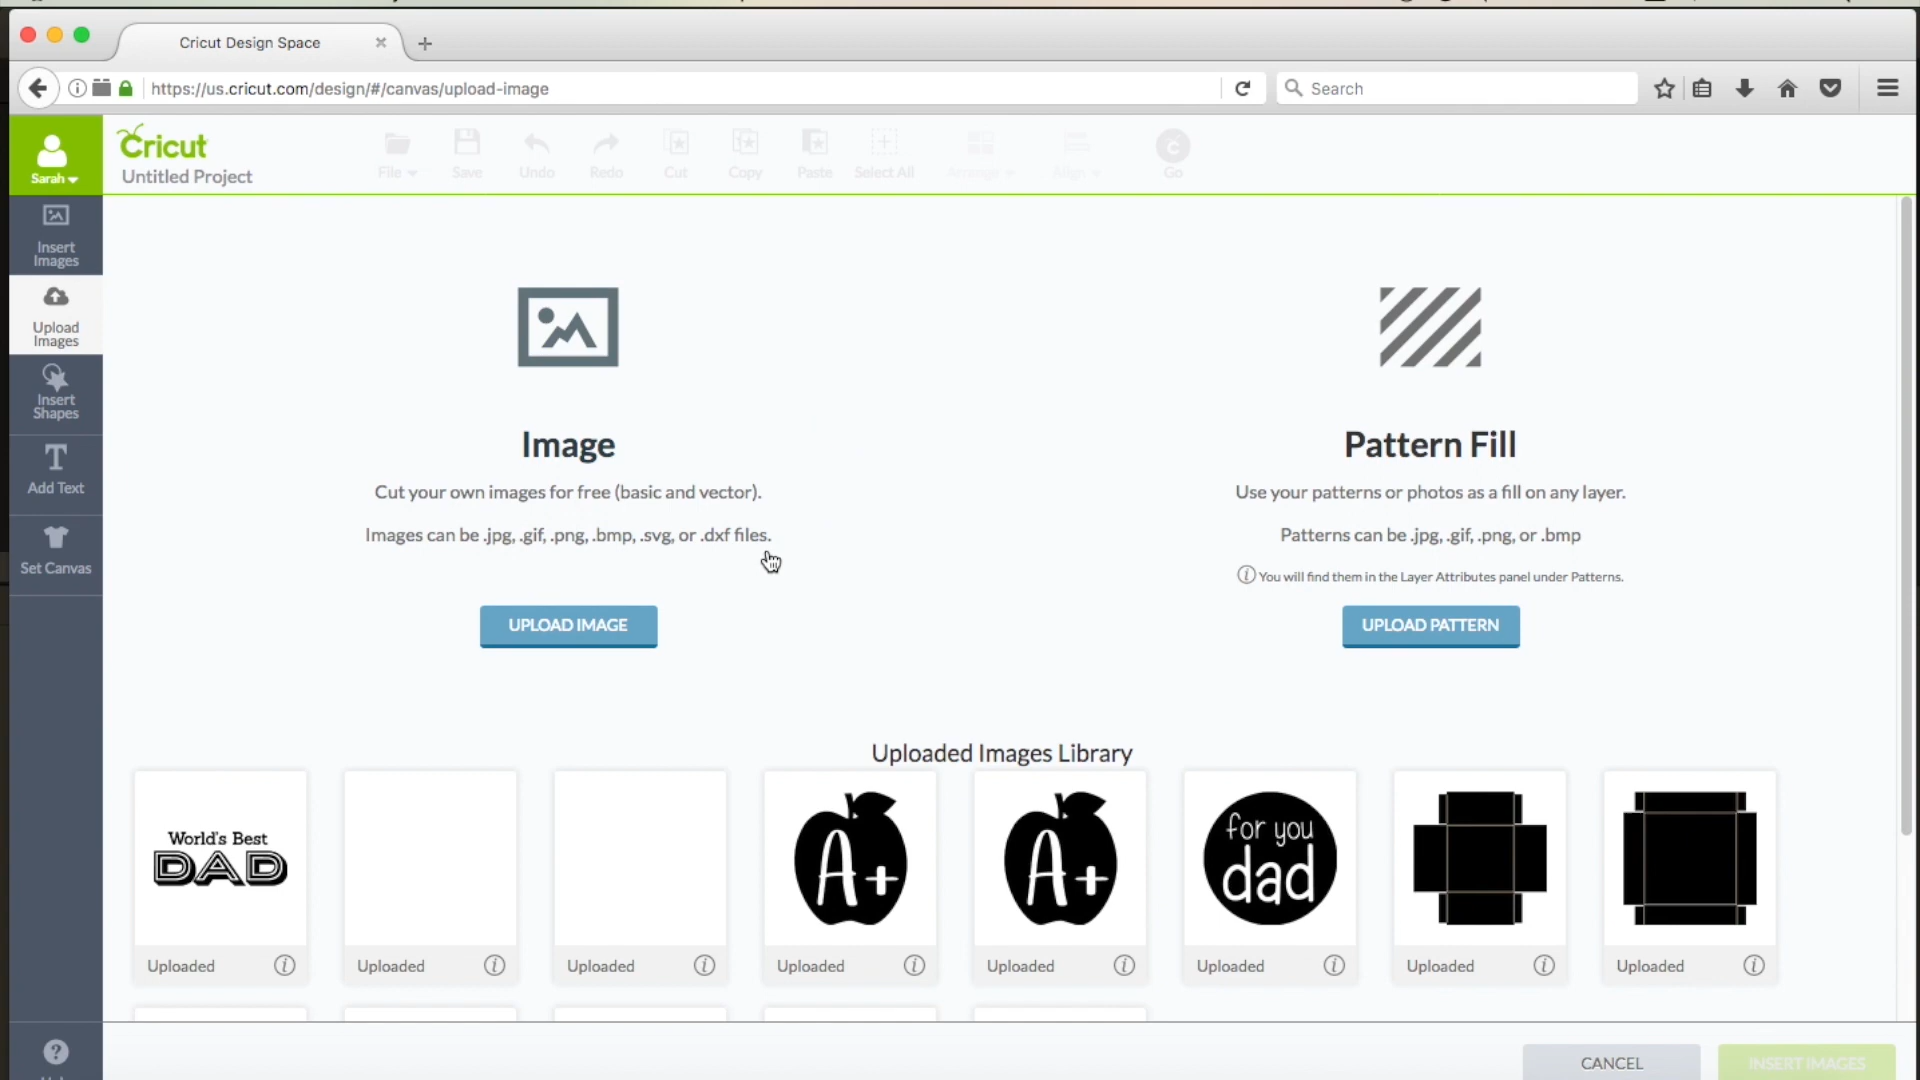 Cricut Design Space
https://us.cricut.com/design/#/canvas/upload-image
Search
Sarah
Cricut
Untitled Project
File
Save
Undo
Redo
Cut
Copy
Paste
Select All
Arrange
Align
Go
Insert
Images
Upload
Images
Insert
Shapes
Add Text
Set Canvas
Image
Cut your own images for free (basic and vector).
Images can be .jpg, .gif, .png, .bmp, .svg, or .dxf files.
UPLOAD IMAGE
Pattern Fill
Use your patterns or photos as a fill on any layer.
Patterns can be .jpg, .gif, .png, or .bmp
You will find them in the Layer Attributes panel under Patterns.
UPLOAD PATTERN
Uploaded Images Library
World's Best
DAD
A+
A+
for you
dad
Uploaded
Uploaded
Uploaded
Uploaded
Uploaded
Uploaded
Uploaded
Uploaded
CANCEL
INSERT IMAGES